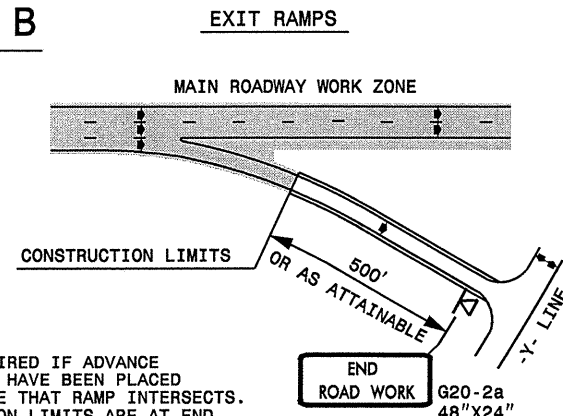 B
EXIT RAMPS
MAIN ROADWAY WORK ZONE
CONSTRUCTION LIMITS
500'
OR AS ATTAINABLE
-Y- LINE
IRED IF ADVANCE
HAVE BEEN PLACED
E THAT RAMP INTERSECTS.
ON LIMITS ARE AT END
END
ROAD WORK
G20-2a
48"X24"